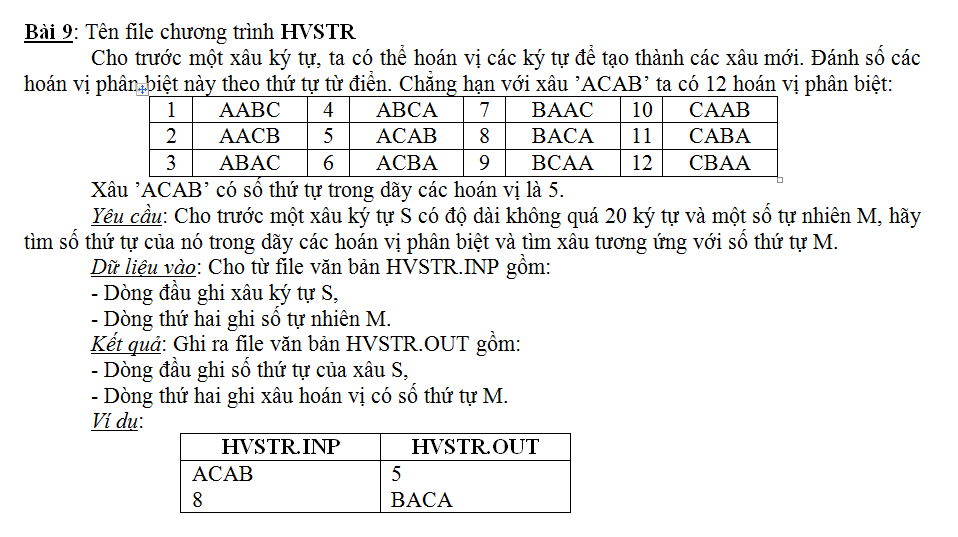 Bài 9: Tên file chương trình HVSTR
Cho trước một xâu ký tự, ta có thể hoán vị các ký tự để tạo thành các xâu mới. Đánh số các
hoán vị phân biệt này theo thứ tự từ điển. Chẳng hạn với xâu ’ACAB’ ta có 12 hoán vị phân biệt:
1 AABC 4 ABCA 7 BAAC 10 CAAB
2 AACB 5 ACAB 8 BACA 11 CABA
3 ABAC 6 ACBA 9 BCAA 12 CBAA
Xâu ’ACAB’ có số thứ tự trong dãy các hoán vị là 5.
Yêu cầu: Cho trước một xâu ký tự S có độ dài không quá 20 ký tự và một số tự nhiên M, hãy
tìm số thứ tự của nó trong dãy các hoán vị phân biệt và tìm xâu tương ứng với số thứ tự M.
Dữ liệu vào: Cho từ file văn bản HVSTR.INP gồm:
- Dòng đầu ghi xâu ký tự S,
- Dòng thứ hai ghi số tự nhiên M.
Kết quả: Ghi ra file văn bản HVSTR.OUT gồm:
- Dòng đầu ghi số thứ tự của xâu S,
- Dòng thứ hai ghi xâu hoán vị có số thứ tự M.
Ví dụ:
HVSTR.INP HVSTR.OUT
ACAB 5
8 BACA